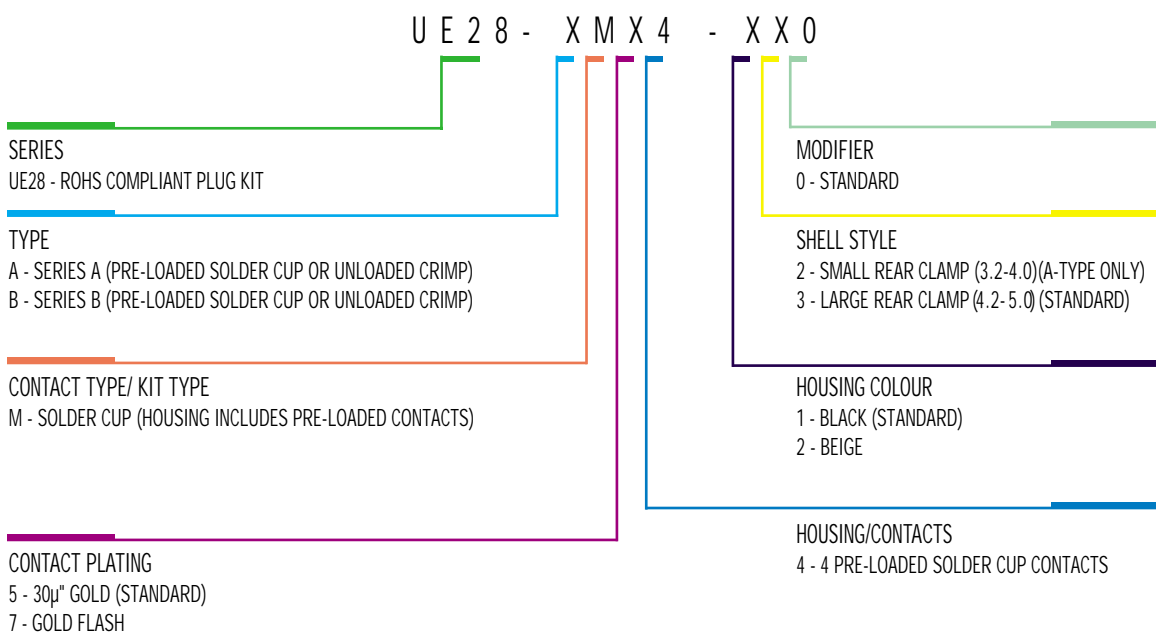 UE28- XMX4 - XX0
SERIES
UE28 - ROHS COMPLIANT PLUG KIT
TYPE
A - SERIES A (PRE-LOADED SOLDER CUP OR UNLOADED CRIMP)
B - SERIES B (PRE-LOADED SOLDER CUP OR UNLOADED CRIMP)
CONTACT TYPE/ KIT TYPE
M - SOLDER CUP (HOUSING INCLUDES PRE-LOADED CONTACTS)
CONTACT PLATING
5 - 30µ" GOLD (STANDARD)
7 - GOLD FLASH
MODIFIER
0 - STANDARD
SHELL STYLE
2 - SMALL REAR CLAMP (3.2-4.0)(A-TYPE ONLY)
3 - LARGE REAR CLAMP (4.2-5.0) (STANDARD)
HOUSING COLOUR
1 - BLACK (STANDARD)
2 - BEIGE
HOUSING/CONTACTS
4 - 4 PRE-LOADED SOLDER CUP CONTACTS